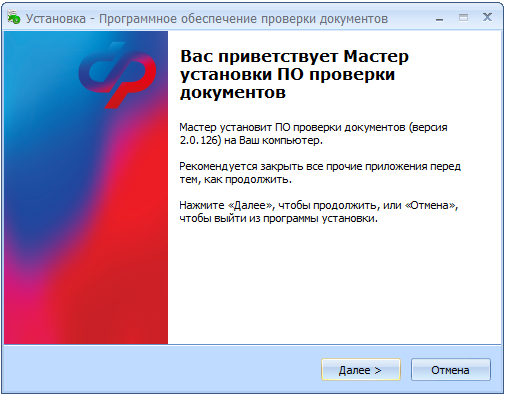 Установка - Программное обеспечение проверки документов
Вас приветствует Мастер
установки ПО проверки
документов
Мастер установит ПО проверки документов (версия
2.0.126) на Ваш компьютер.
Рекомендуется закрыть все прочие приложения перед
тем, как продолжить.
Нажмите «Далее», чтобы продолжить, или «Отмена»,
чтобы выйти из программы установки.
Далее >
Отмена